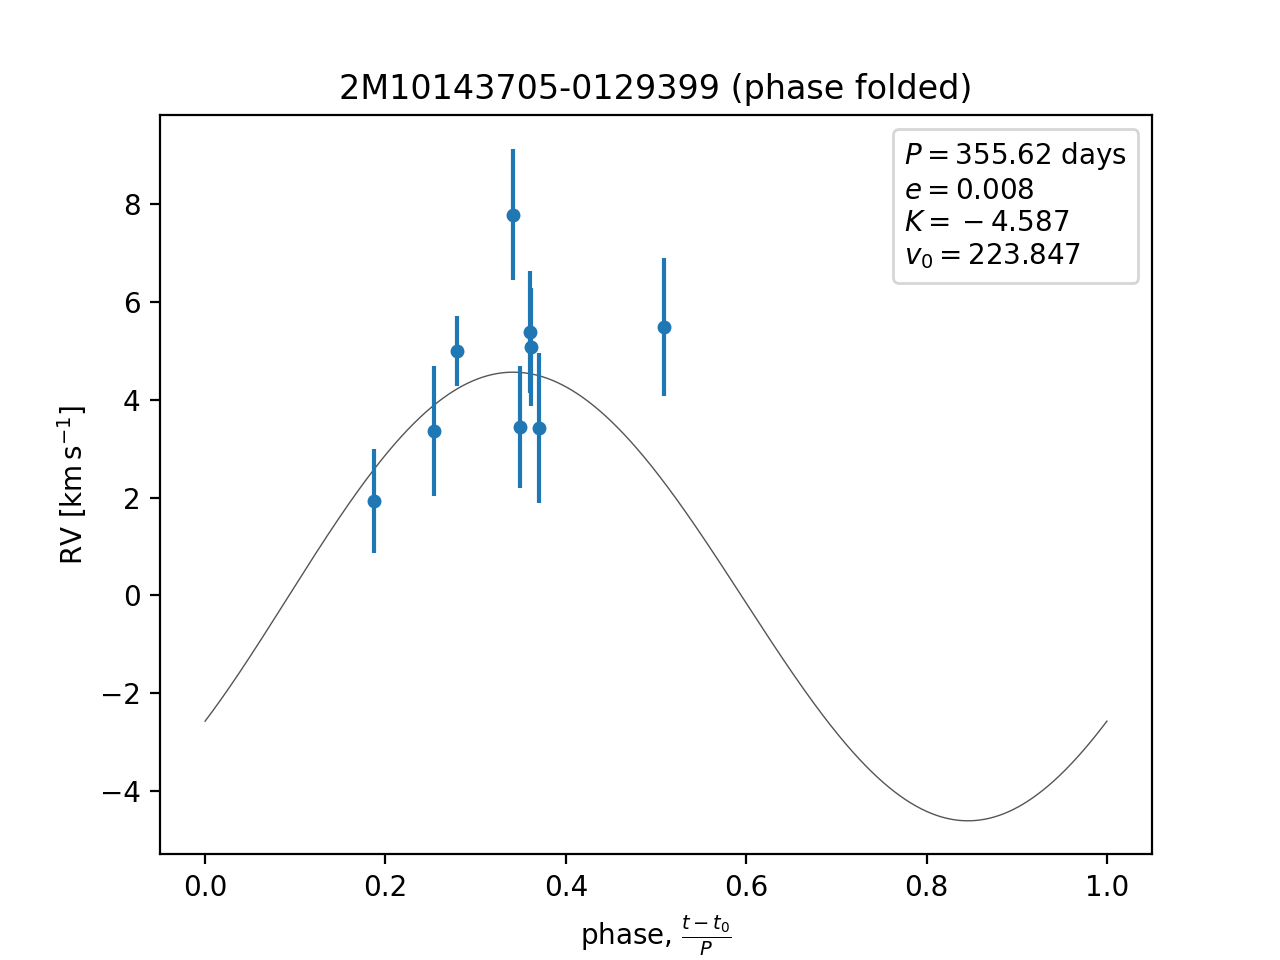 2M10143705-0129399 (phase folded)
P = 355.62 days
e = 0.008
K = −4.587
v₀ = 223.847
8
6
4
2
0
−2
−4
RV [km s⁻¹]
0.0 0.2 0.4 0.6 0.8 1.0
phase, (t − t₀)/P